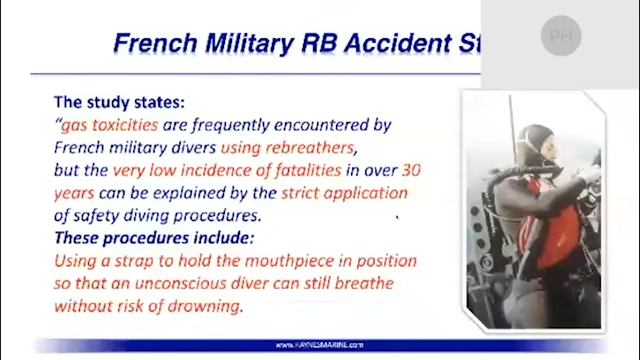 French Military RB Accident St
PH
The study states:
"gas toxicities are frequently encountered by
French military divers using rebreathers,
but the very low incidence of fatalities in over 30
years can be explained by the strict application
of safety diving procedures.
These procedures include:
Using a strap to hold the mouthpiece in position
so that an unconscious diver can still breathe
without risk of drowning.
www.HAYNESMARINE.com